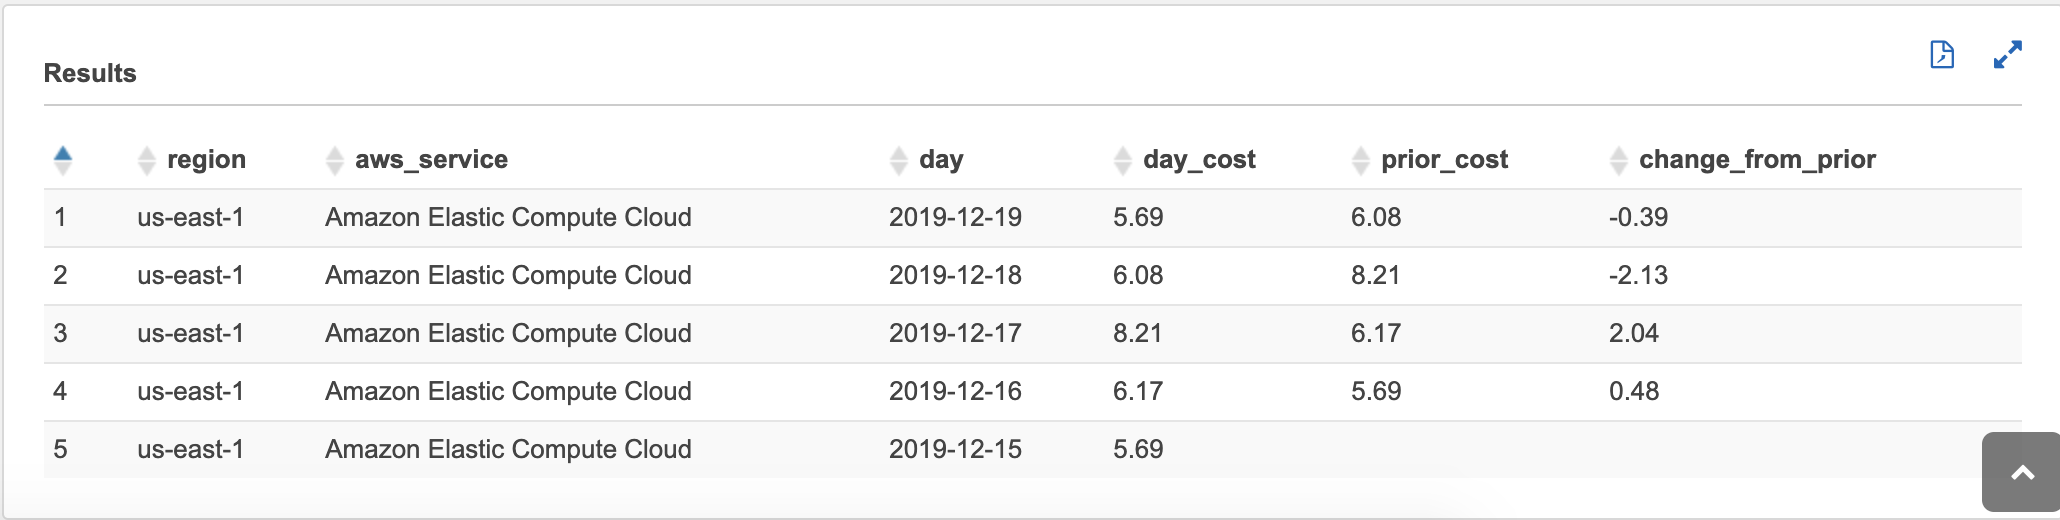 Results
region aws_service day day_cost prior_cost change_from_prior
1 us-east-1 Amazon Elastic Compute Cloud 2019-12-19 5.69 6.08 -0.39
2 us-east-1 Amazon Elastic Compute Cloud 2019-12-18 6.08 8.21 -2.13
3 us-east-1 Amazon Elastic Compute Cloud 2019-12-17 8.21 6.17 2.04
4 us-east-1 Amazon Elastic Compute Cloud 2019-12-16 6.17 5.69 0.48
5 us-east-1 Amazon Elastic Compute Cloud 2019-12-15 5.69